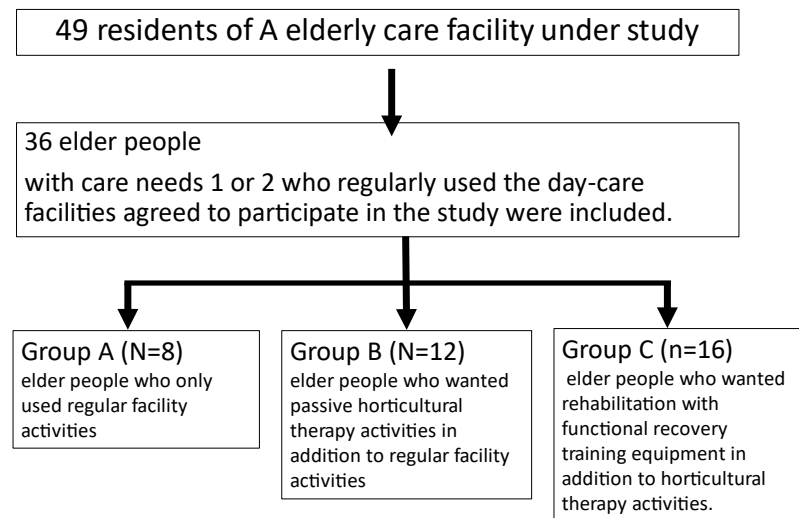 49 residents of A elderly care facility under study
36 elder people
with care needs 1 or 2 who regularly used the day-care
facilities agreed to participate in the study were included.
Group A (N=8)
elder people who only
used regular facility
activities
Group B (N=12)
elder people who wanted
passive horticultural
therapy activities in
addition to regular facility
activities
Group C (n=16)
elder people who wanted
rehabilitation with
functional recovery
training equipment in
addition to horticultural
therapy activities.